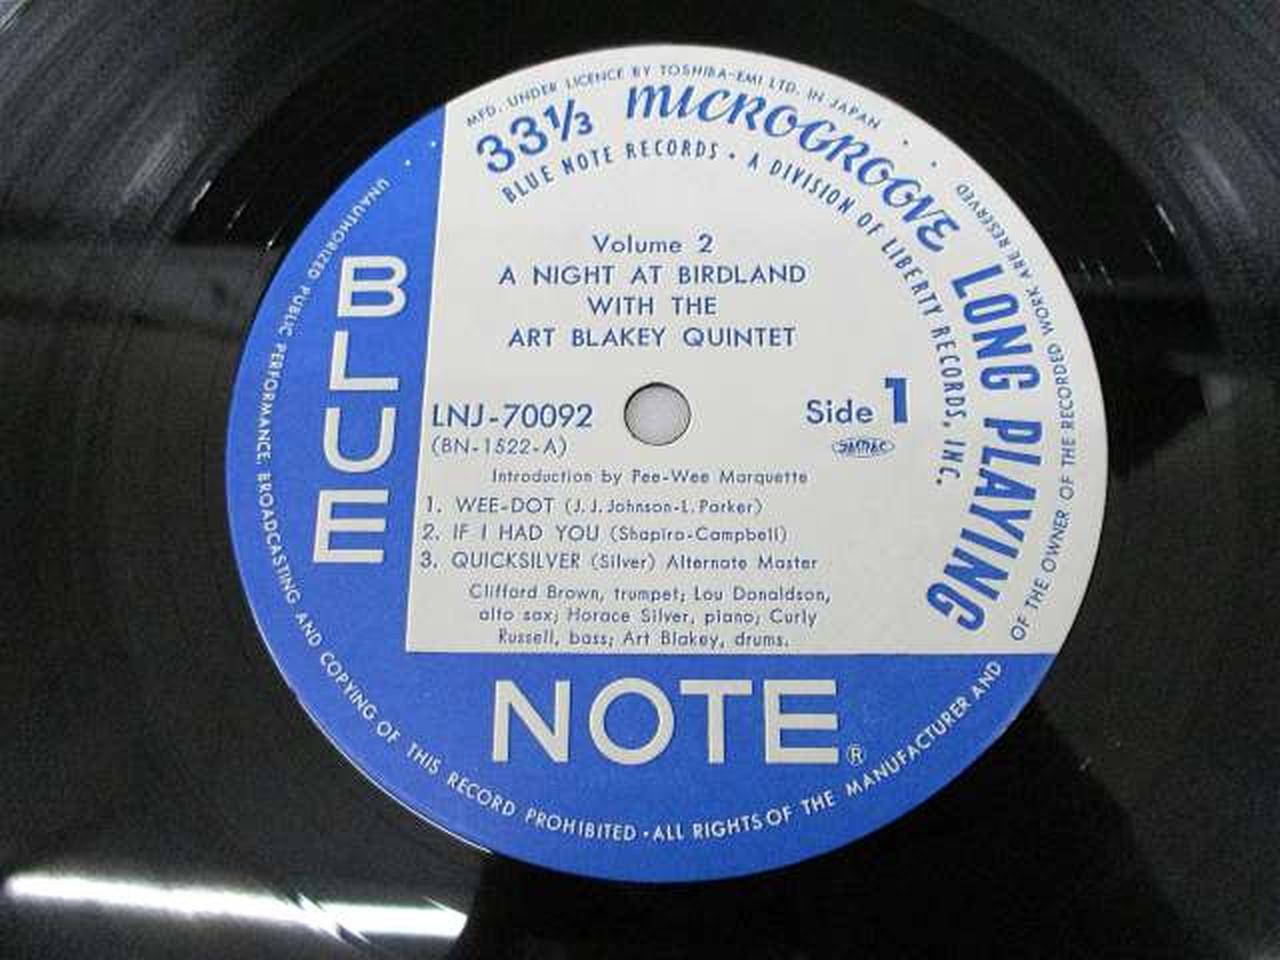 MFD. UNDER LICENCE BY TOSHIBA-EMI LTD. IN JAPAN
33⅓ MICROGROOVE LONG PLAYING
BLUE NOTE RECORDS • A DIVISION OF LIBERTY RECORDS, INC.
Volume 2
A NIGHT AT BIRDLAND
WITH THE
ART BLAKEY QUINTET
LNJ-70092
(BN-1522-A)
Side 1
Introduction by Pee-Wee Marquette
1. WEE-DOT (J.J.Johnson-L.Parker)
2. IF I HAD YOU (Shapiro-Campbell)
3. QUICKSILVER (Silver) Alternate Master
Clifford Brown, trumpet; Lou Donaldson,
alto sax; Horace Silver, piano; Curly
Russell, bass; Art Blakey, drums.
BLUE
NOTE®
UNAUTHORIZED PUBLIC PERFORMANCE, BROADCASTING AND COPYING OF THIS RECORD PROHIBITED • ALL RIGHTS OF THE MANUFACTURER AND OF THE OWNER OF THE RECORDED WORK ARE RESERVED